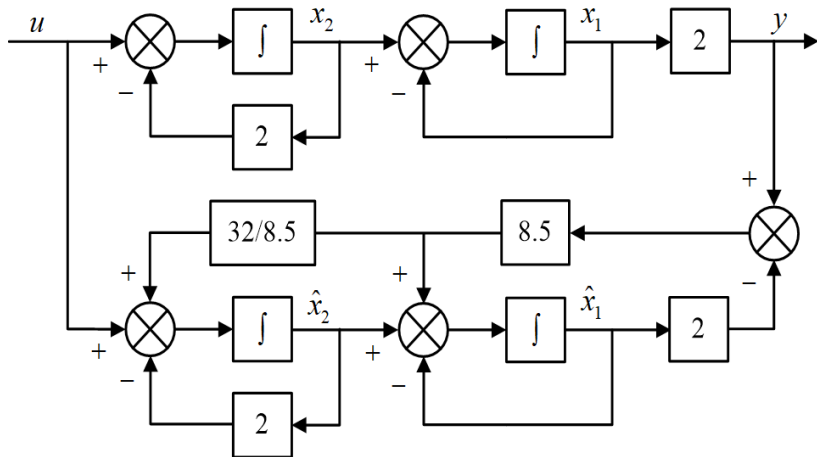 u + − ∫ x₂ + − ∫ x₁ 2 y
2
+
32/8.5 8.5
+ + −
+ − ∫ x̂₂ + − ∫ x̂₁ 2
2